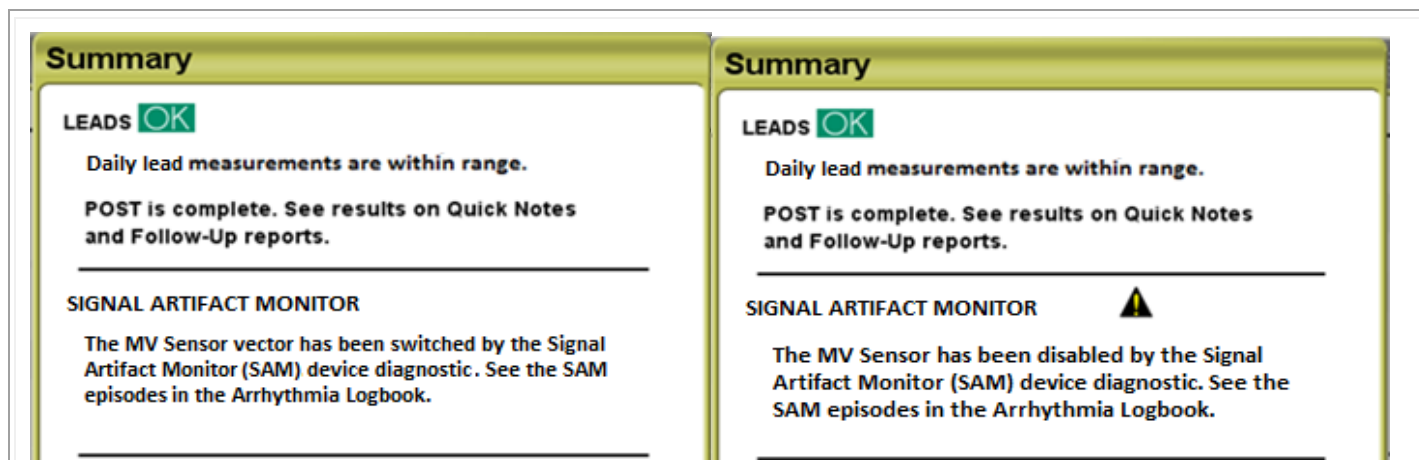 Summary
LEADS OK
Daily lead measurements are within range.
POST is complete. See results on Quick Notes
and Follow-Up reports.
SIGNAL ARTIFACT MONITOR
The MV Sensor vector has been switched by the Signal
Artifact Monitor (SAM) device diagnostic. See the SAM
episodes in the Arrhythmia Logbook.
Summary
LEADS OK
Daily lead measurements are within range.
POST is complete. See results on Quick Notes
and Follow-Up reports.
SIGNAL ARTIFACT MONITOR
The MV Sensor has been disabled by the Signal
Artifact Monitor (SAM) device diagnostic. See the
SAM episodes in the Arrhythmia Logbook.